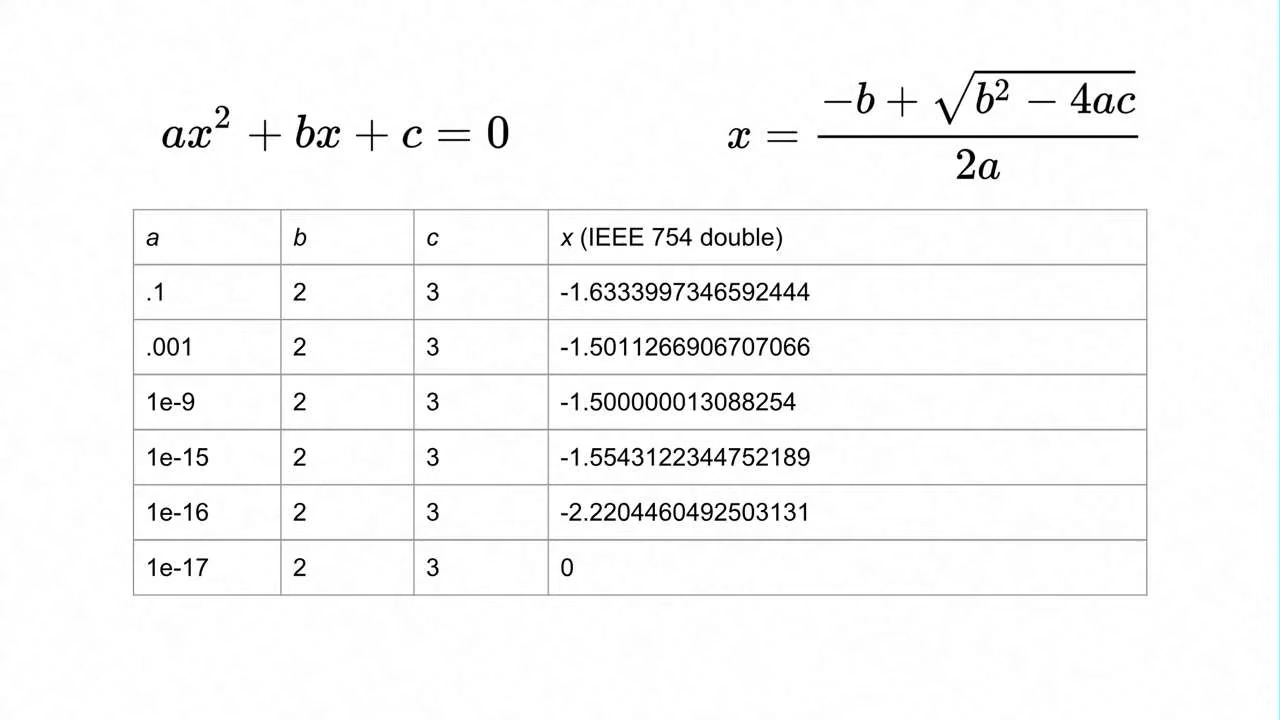 ax² + bx + c = 0
x = \frac{-b + \sqrt{b² - 4ac}}{2a}
a b c x (IEEE 754 double)
.1 2 3 -1.6333997346592444
.001 2 3 -1.5011266906707066
1e-9 2 3 -1.500000013088254
1e-15 2 3 -1.5543122344752189
1e-16 2 3 -2.2204460492503131
1e-17 2 3 0